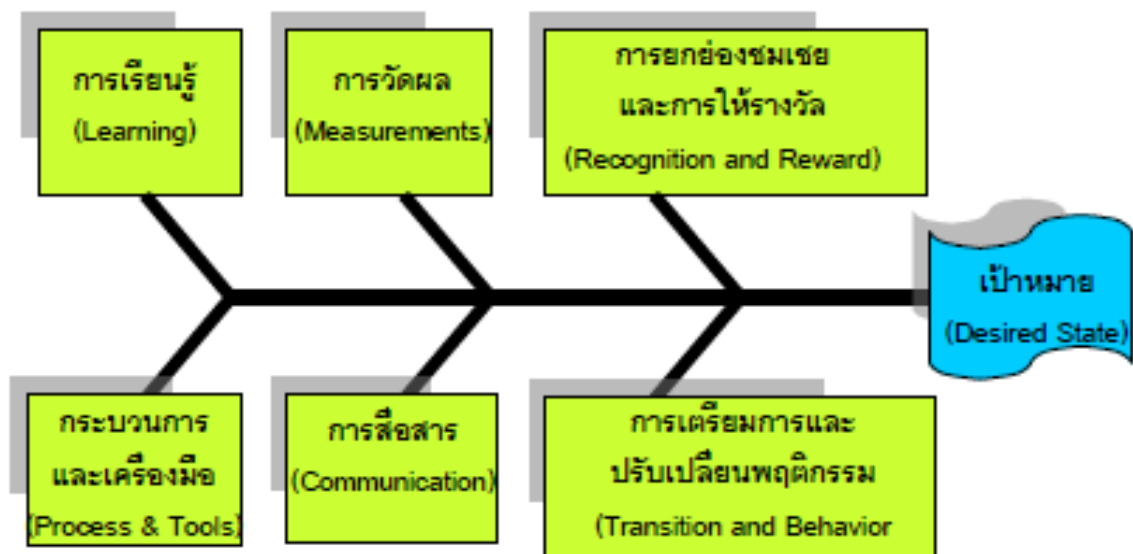 การเรียนรู้
(Learning)
การวัดผล
(Measurements)
การยกย่องชมเชย
และการให้รางวัล
(Recognition and Reward)
เป้าหมาย
(Desired State)
กระบวนการ
และเครื่องมือ
(Process & Tools)
การสื่อสาร
(Communication)
การเตรียมการและ
ปรับเปลี่ยนพฤติกรรม
(Transition and Behavior